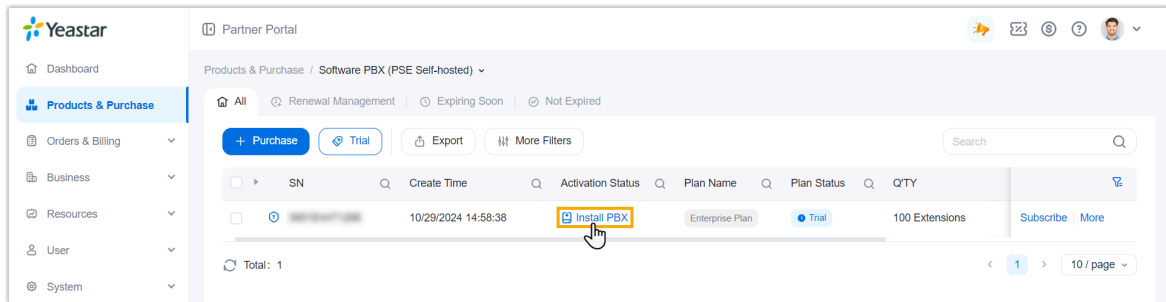 Yeastar
Partner Portal
Dashboard
Products & Purchase / Software PBX (PSE Self-hosted)
Products & Purchase
All Renewal Management Expiring Soon Not Expired
Orders & Billing
+ Purchase Trial Export More Filters Search
Business
SN Create Time Activation Status Plan Name Plan Status Q'TY
Resources
10/29/2024 14:58:38 Install PBX Enterprise Plan Trial 100 Extensions Subscribe More
User
Total: 1 < 1 > 10 / page
System